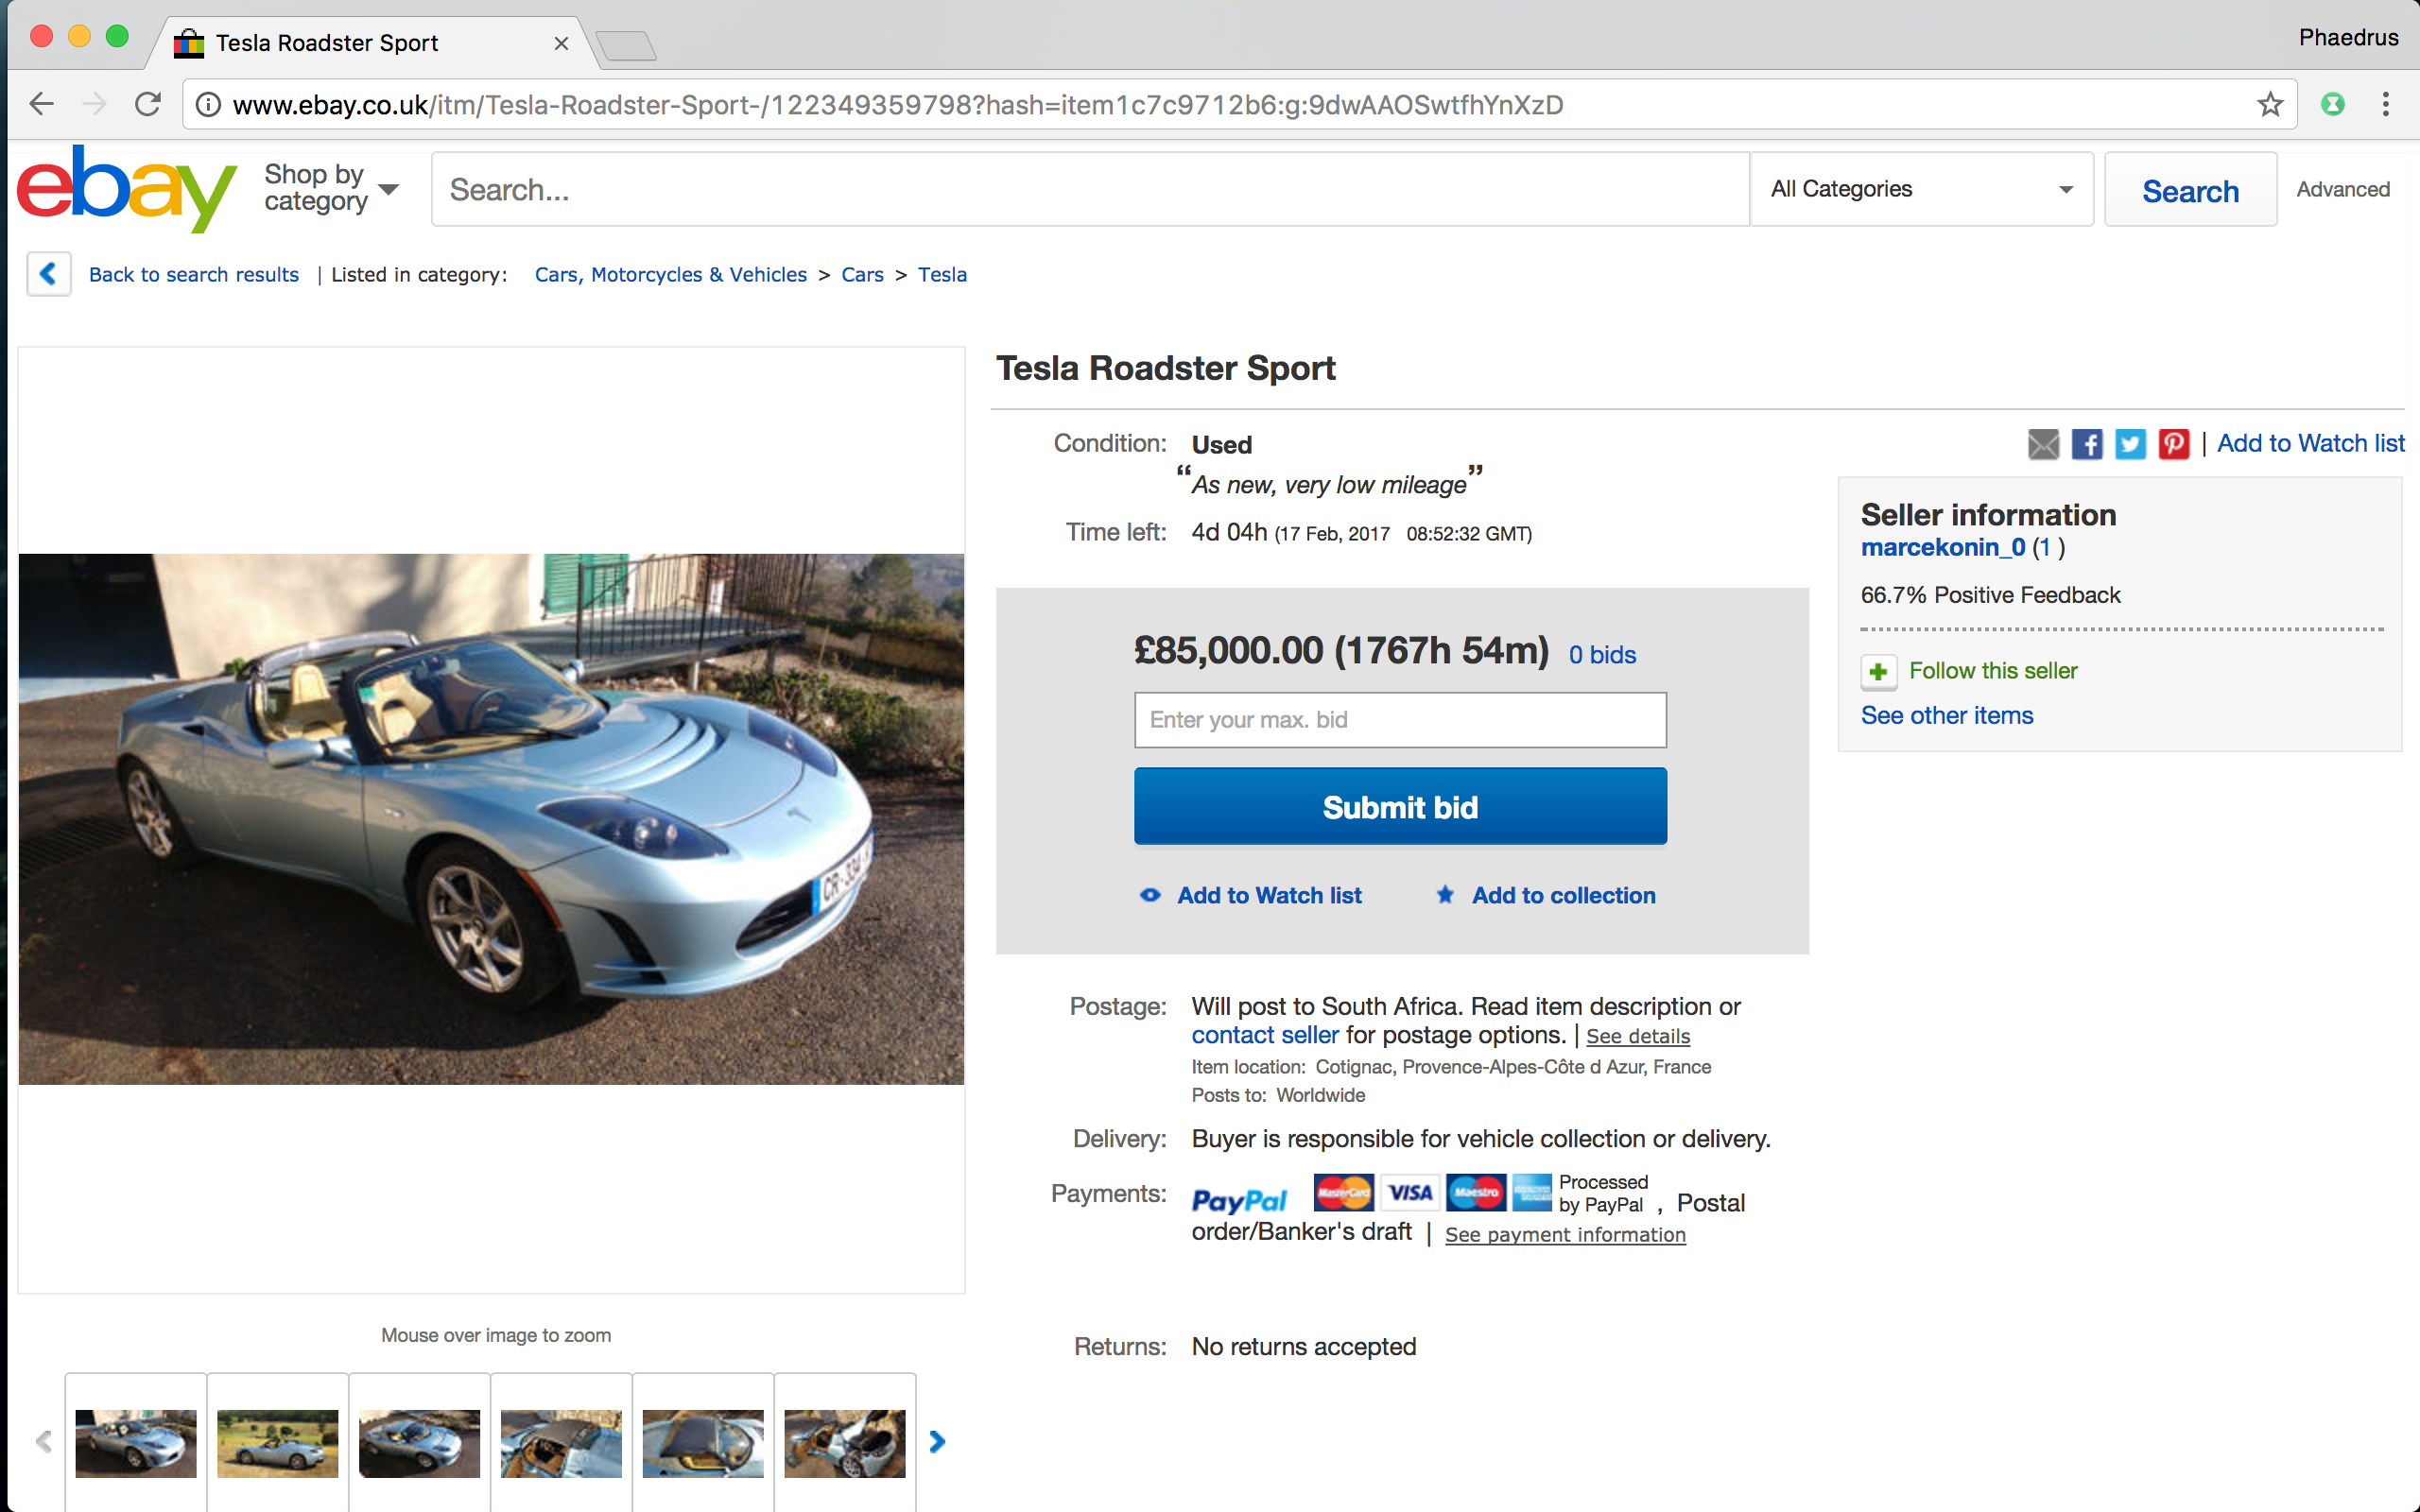 Tesla Roadster Sport
Phaedrus
www.ebay.co.uk/itm/Tesla-Roadster-Sport-/122349359798?hash=item1c7c9712b6:g:9dwAAOSwtfhYnXzD
ebay
Shop by category
Search...
All Categories
Search
Advanced
Back to search results | Listed in category: Cars, Motorcycles & Vehicles > Cars > Tesla
Tesla Roadster Sport
Condition: Used
“As new, very low mileage”
Time left: 4d 04h (17 Feb, 2017 08:52:32 GMT)
| Add to Watch list
Seller information
marcekonin_0 (1 )
66.7% Positive Feedback
Follow this seller
See other items
£85,000.00 (1767h 54m) 0 bids
Enter your max. bid
Submit bid
Add to Watch list
Add to collection
Postage: Will post to South Africa. Read item description or
contact seller for postage options. | See details
Item location: Cotignac, Provence-Alpes-Côte d Azur, France
Posts to: Worldwide
Delivery: Buyer is responsible for vehicle collection or delivery.
Payments: PayPal MasterCard VISA Maestro Processed by PayPal , Postal
order/Banker's draft | See payment information
Returns: No returns accepted
CR-334
Mouse over image to zoom